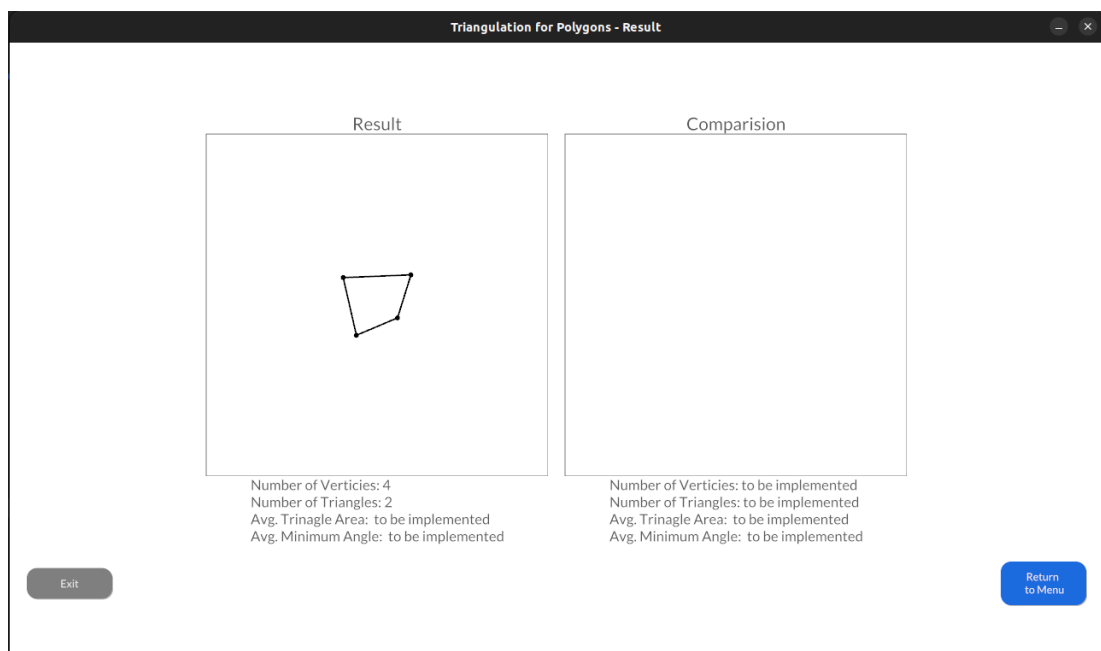 Triangulation for Polygons - Result
Result
Comparision
Number of Verticies: 4
Number of Triangles: 2
Avg. Trinagle Area: to be implemented
Avg. Minimum Angle: to be implemented
Number of Verticies: to be implemented
Number of Triangles: to be implemented
Avg. Trinagle Area: to be implemented
Avg. Minimum Angle: to be implemented
Exit
Return
to Menu